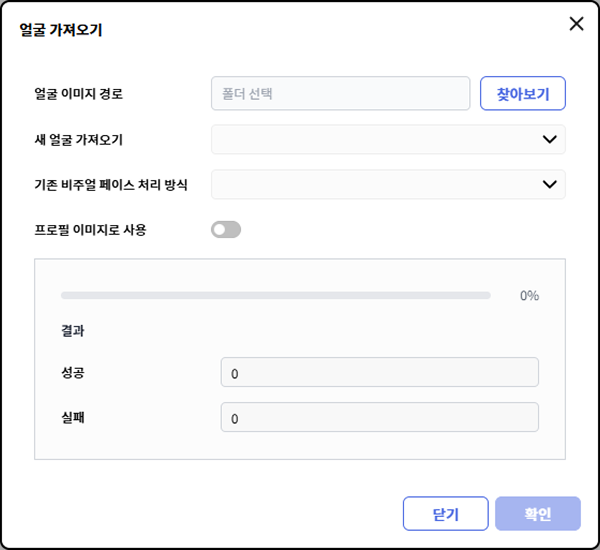 얼굴 가져오기
얼굴 이미지 경로 폴더 선택 찾아보기
새 얼굴 가져오기
기존 비주얼 페이스 처리 방식
프로필 이미지로 사용
0%
결과
성공 0
실패 0
닫기 확인